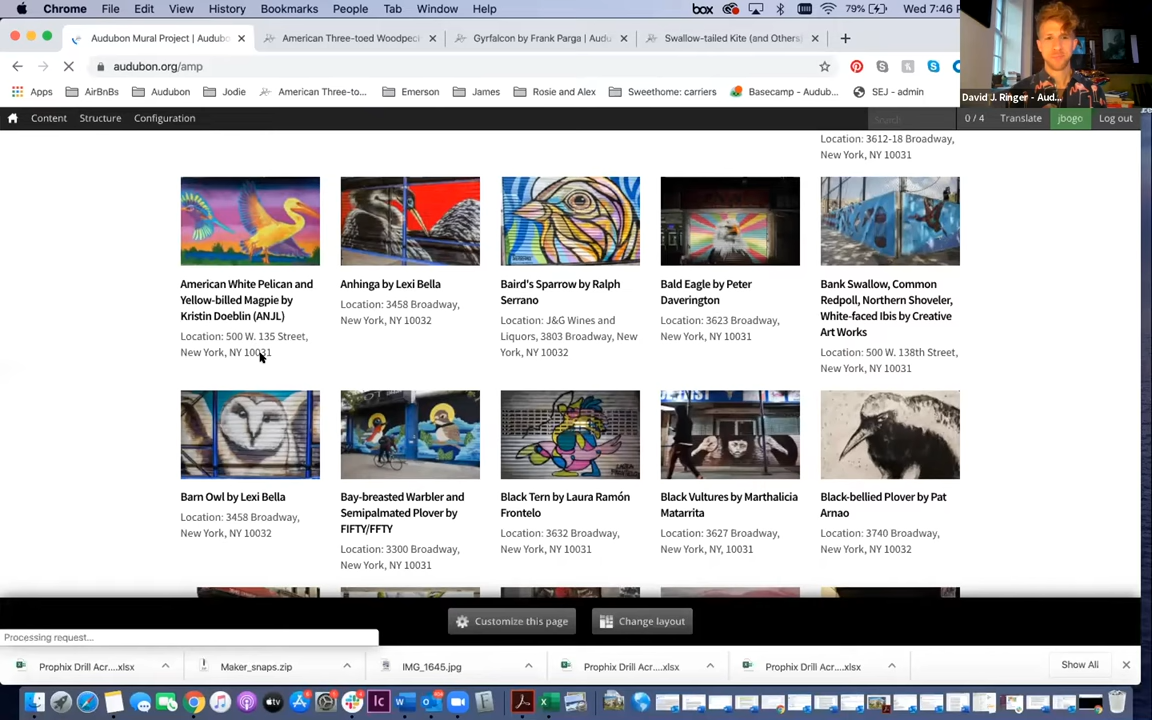 Chrome File Edit View History Bookmarks People Tab Window Help
box 79% Wed 7:46
Audubon Mural Project | Audubo
American Three-toed Woodpeck
Gyrfalcon by Frank Parga | Audu
Swallow-tailed Kite (and Others)
audubon.org/amp
Apps AirBnBs Audubon Jodie American Three-to... Emerson James Rosie and Alex Sweethome: carriers Basecamp - Audub... SEJ - admin
David J. Ringer - Aud...
Content Structure Configuration
Search 0 / 4 Translate jbogo Log out
Location: 3612-18 Broadway,
New York, NY 10031
American White Pelican and
Yellow-billed Magpie by
Kristin Doeblin (ANJL)
Location: 500 W. 135 Street,
New York, NY 10031
Anhinga by Lexi Bella
Location: 3458 Broadway,
New York, NY 10032
Baird's Sparrow by Ralph
Serrano
Location: J&G Wines and
Liquors, 3803 Broadway, New
York, NY 10032
Bald Eagle by Peter
Daverington
Location: 3623 Broadway,
New York, NY 10031
Bank Swallow, Common
Redpoll, Northern Shoveler,
White-faced Ibis by Creative
Art Works
Location: 500 W. 138th Street,
New York, NY 10031
Barn Owl by Lexi Bella
Location: 3458 Broadway,
New York, NY 10032
Bay-breasted Warbler and
Semipalmated Plover by
FIFTY/FFTY
Location: 3300 Broadway,
New York, NY 10031
Black Tern by Laura Ramón
Frontelo
Location: 3632 Broadway,
New York, NY 10031
Black Vultures by Marthalicia
Matarrita
Location: 3627 Broadway,
New York, NY, 10031
Black-bellied Plover by Pat
Arnao
Location: 3740 Broadway,
New York, NY 10032
Customize this page
Change layout
Processing request...
Prophix Drill Acr....xlsx
Maker_snaps.zip
IMG_1645.jpg
Prophix Drill Acr....xlsx
Prophix Drill Acr....xlsx
Show All